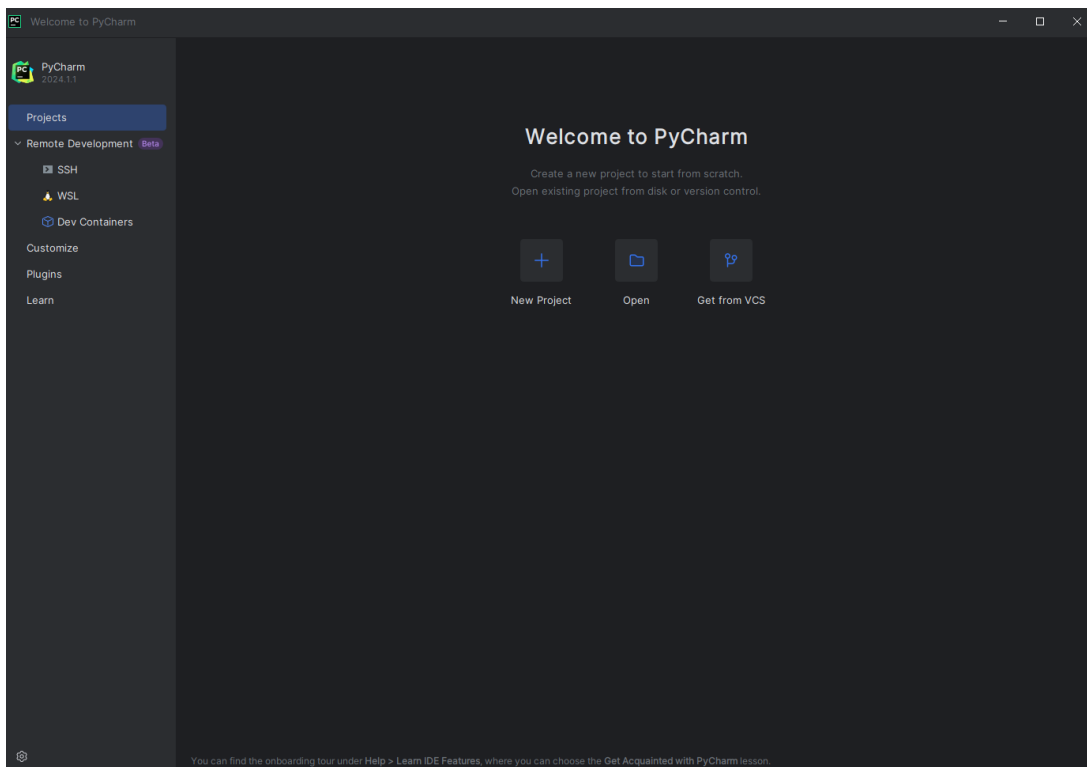 PC Welcome to PyCharm
PC PyCharm
2024.1.1
Projects
Remote Development Beta
SSH
WSL
Dev Containers
Customize
Plugins
Learn
Welcome to PyCharm
Create a new project to start from scratch.
Open existing project from disk or version control.
New Project Open Get from VCS
You can find the onboarding tour under Help > Learn IDE Features, where you can choose the Get Acquainted with PyCharm lesson.